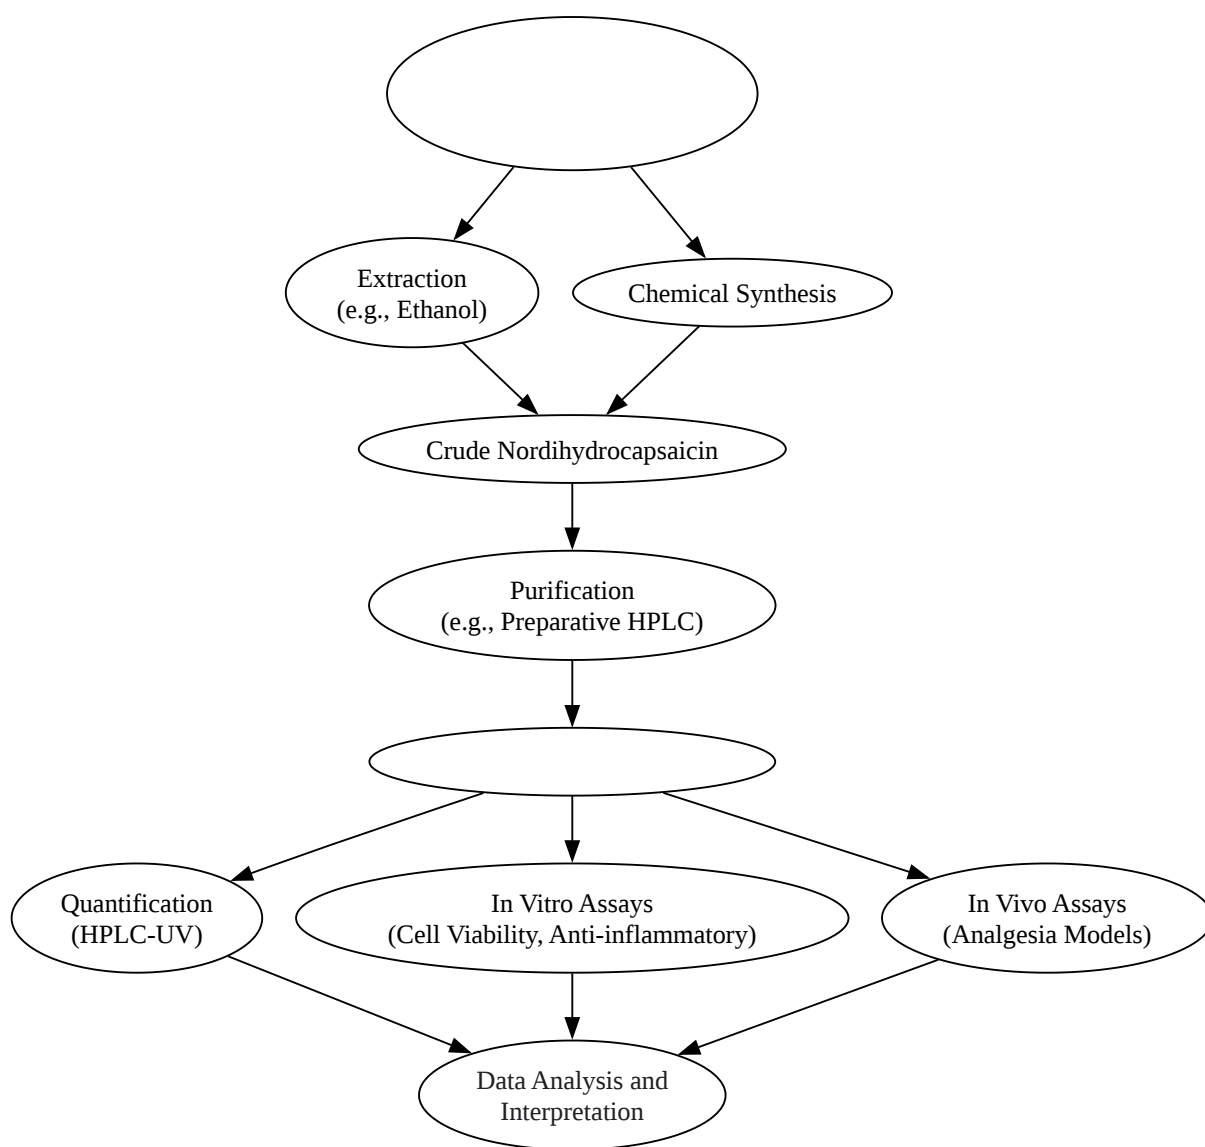 Extraction
(e.g., Ethanol)
Chemical Synthesis
Crude Nordihydrocapsaicin
Purification
(e.g., Preparative HPLC)
Quantification
(HPLC-UV)
In Vitro Assays
(Cell Viability, Anti-inflammatory)
In Vivo Assays
(Analgesia Models)
Data Analysis and
Interpretation